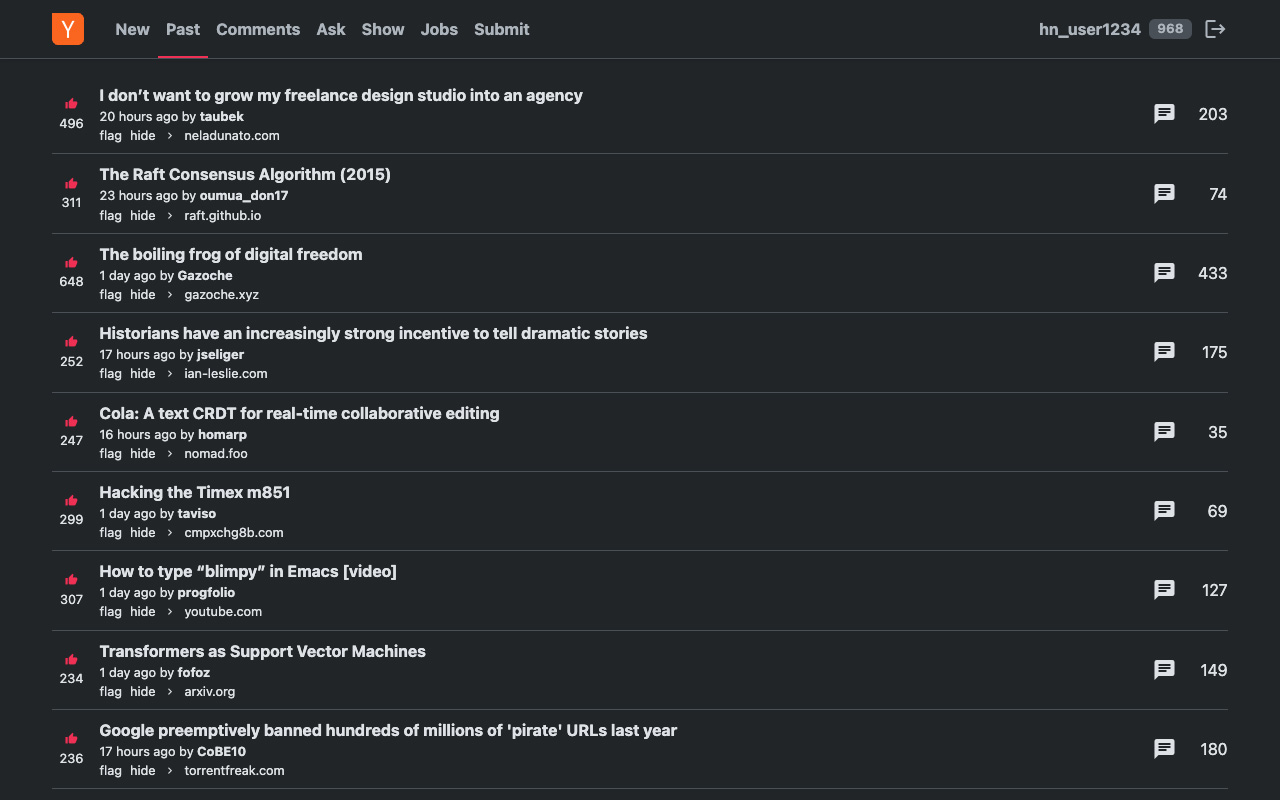 Y New Past Comments Ask Show Jobs Submit hn_user1234 968
I don’t want to grow my freelance design studio into an agency
20 hours ago by taubek
496
flag hide › neladunato.com
203
The Raft Consensus Algorithm (2015)
23 hours ago by oumua_don17
311
flag hide › raft.github.io
74
The boiling frog of digital freedom
1 day ago by Gazoche
648
flag hide › gazoche.xyz
433
Historians have an increasingly strong incentive to tell dramatic stories
17 hours ago by jseliger
252
flag hide › ian-leslie.com
175
Cola: A text CRDT for real-time collaborative editing
16 hours ago by homarp
247
flag hide › nomad.foo
35
Hacking the Timex m851
1 day ago by taviso
299
flag hide › cmpxchg8b.com
69
How to type “blimpy” in Emacs [video]
1 day ago by progfolio
307
flag hide › youtube.com
127
Transformers as Support Vector Machines
1 day ago by fofoz
234
flag hide › arxiv.org
149
Google preemptively banned hundreds of millions of 'pirate' URLs last year
17 hours ago by CoBE10
236
flag hide › torrentfreak.com
180